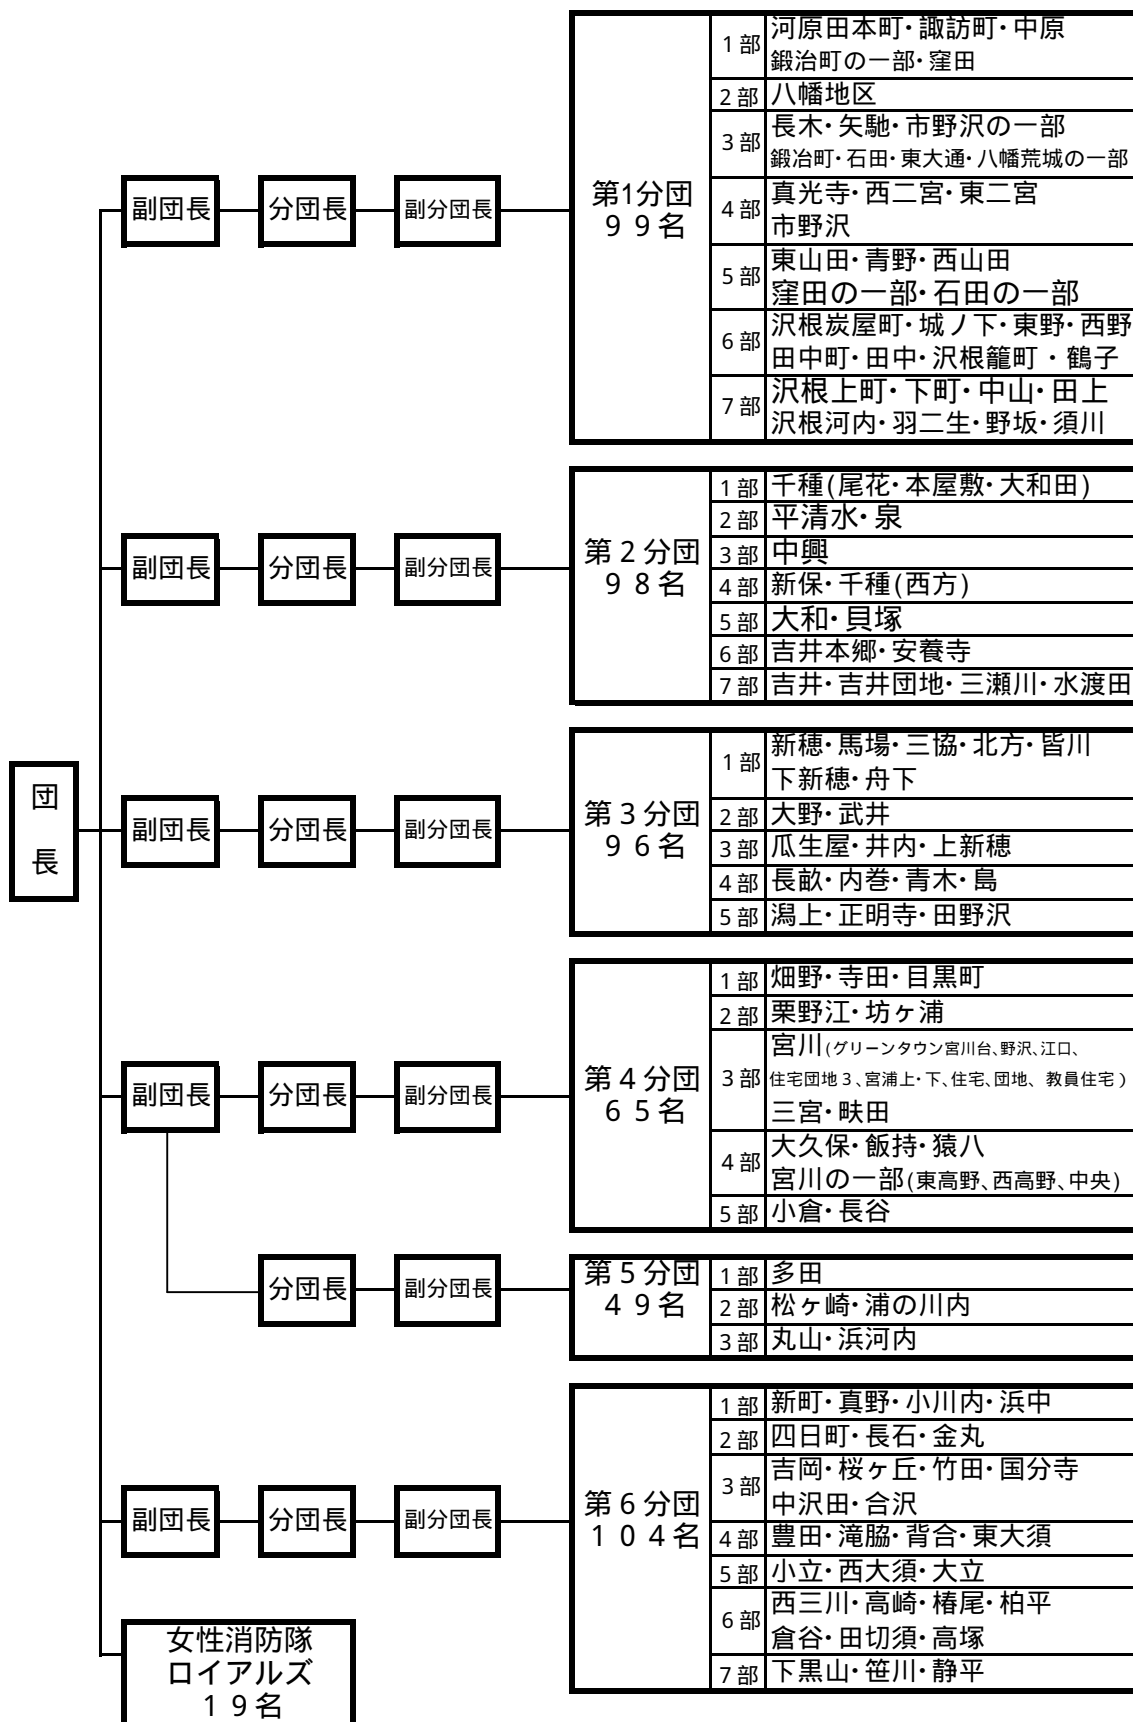 団
長
副団長
分団長
副分団長
第1分団
９９名
1部
河原田本町・諏訪町・中原
鍛治町の一部・窪田
2部
八幡地区
3部
長木・矢馳・市野沢の一部
鍛冶町・石田・東大通・八幡荒城の一部
4部
真光寺・西二宮・東二宮
市野沢
5部
東山田・青野・西山田
窪田の一部・石田の一部
6部
沢根炭屋町・城ノ下・東野・西野
田中町・田中・沢根籠町・鶴子
7部
沢根上町・下町・中山・田上
沢根河内・羽二生・野坂・須川
副団長
分団長
副分団長
第２分団
９８名
1部
千種(尾花・本屋敷・大和田)
2部
平清水・泉
3部
中興
4部
新保・千種(西方)
5部
大和・貝塚
6部
吉井本郷・安養寺
7部
吉井・吉井団地・三瀬川・水渡田
副団長
分団長
副分団長
第３分団
９６名
1部
新穂・馬場・三協・北方・皆川
下新穂・舟下
2部
大野・武井
3部
瓜生屋・井内・上新穂
4部
長畝・内巻・青木・島
5部
潟上・正明寺・田野沢
副団長
分団長
副分団長
第４分団
６５名
1部
畑野・寺田・目黒町
2部
栗野江・坊ヶ浦
3部
宮川(グリーンタウン宮川台、野沢、江口、
住宅団地３、宮浦上・下、住宅、団地、教員住宅)
三宮・畉田
4部
大久保・飯持・猿八
宮川の一部(東高野、西高野、中央)
5部
小倉・長谷
分団長
副分団長
第５分団
４９名
1部
多田
2部
松ヶ崎・浦の川内
3部
丸山・浜河内
副団長
分団長
副分団長
第６分団
１０４名
1部
新町・真野・小川内・浜中
2部
四日町・長石・金丸
3部
吉岡・桜ヶ丘・竹田・国分寺
中沢田・合沢
4部
豊田・滝脇・背合・東大須
5部
小立・西大須・大立
6部
西三川・高崎・椿尾・柏平
倉谷・田切須・高塚
7部
下黒山・笹川・静平
女性消防隊
ロイアルズ
１９名